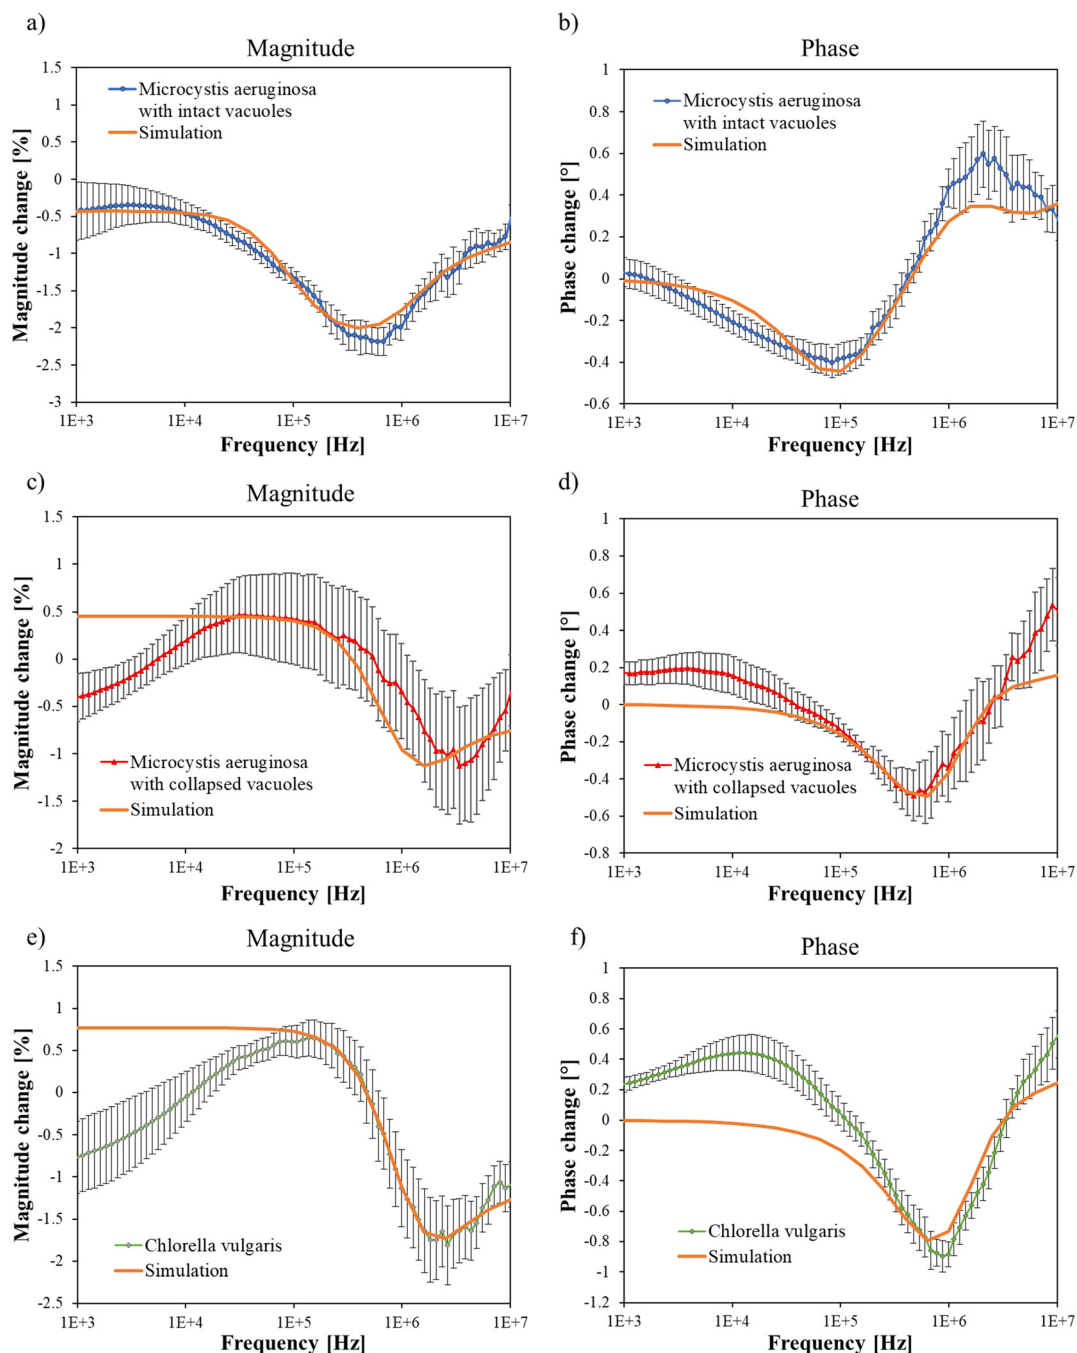 a)
Magnitude
1.5
1
0.5
0
-0.5
-1
-1.5
-2
-2.5
-3
Magnitude change [%]
Microcystis aeruginosa
with intact vacuoles
Simulation
1E+3 1E+4 1E+5 1E+6 1E+7
Frequency [Hz]
b)
Phase
1
0.8
0.6
0.4
0.2
0
-0.2
-0.4
-0.6
Phase change [°]
Microcystis aeruginosa
with intact vacuoles
Simulation
1E+3 1E+4 1E+5 1E+6 1E+7
Frequency [Hz]
c)
Magnitude
1.5
1
0.5
0
-0.5
-1
-1.5
-2
Magnitude change [%]
Microcystis aeruginosa
with collapsed vacuoles
Simulation
1E+3 1E+4 1E+5 1E+6 1E+7
Frequency [Hz]
d)
Phase
1
0.8
0.6
0.4
0.2
0
-0.2
-0.4
-0.6
-0.8
Phase change [°]
Microcystis aeruginosa
with collapsed vacuoles
Simulation
1E+3 1E+4 1E+5 1E+6 1E+7
Frequency [Hz]
e)
Magnitude
1.5
1
0.5
0
-0.5
-1
-1.5
-2
-2.5
Magnitude change [%]
Chlorella vulgaris
Simulation
1E+3 1E+4 1E+5 1E+6 1E+7
Frequency [Hz]
f)
Phase
1
0.8
0.6
0.4
0.2
0
-0.2
-0.4
-0.6
-0.8
-1
-1.2
Phase change [°]
Chlorella vulgaris
Simulation
1E+3 1E+4 1E+5 1E+6 1E+7
Frequency [Hz]